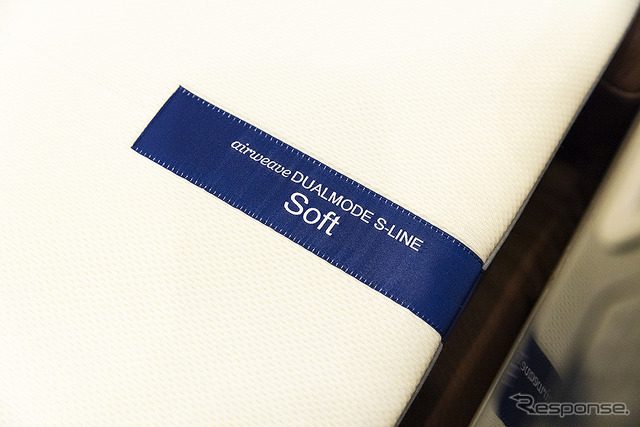 airweave DUALMODE S-LINE
Soft
Response.